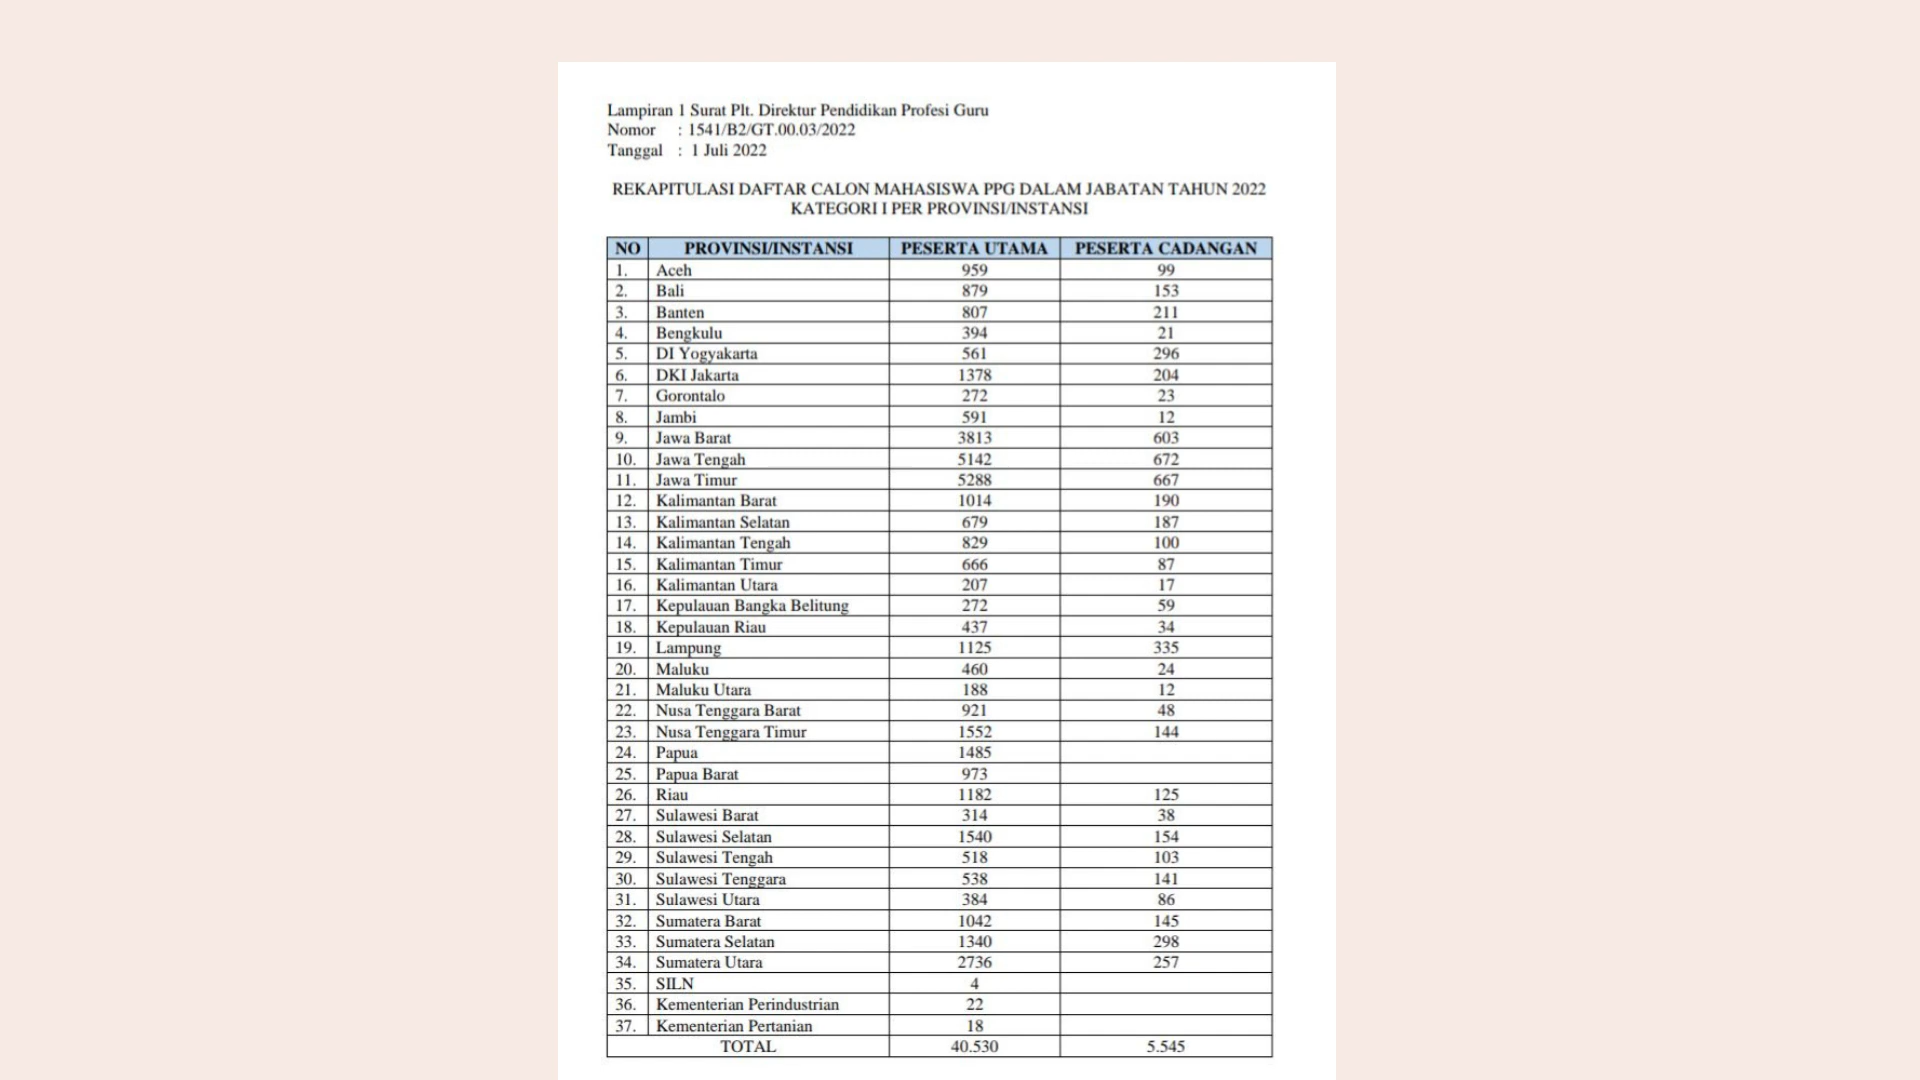 Lampiran 1 Surat Plt. Direktur Pendidikan Profesi Guru
Nomor : 1541/B2/GT.00.03/2022
Tanggal : 1 Juli 2022
REKAPITULASI DAFTAR CALON MAHASISWA PPG DALAM JABATAN TAHUN 2022
KATEGORI I PER PROVINSI/INSTANSI
NO PROVINSI/INSTANSI PESERTA UTAMA PESERTA CADANGAN
1. Aceh 959 99
2. Bali 879 153
3. Banten 807 211
4. Bengkulu 394 21
5. DI Yogyakarta 561 296
6. DKI Jakarta 1378 204
7. Gorontalo 272 23
8. Jambi 591 12
9. Jawa Barat 3813 603
10. Jawa Tengah 5142 672
11. Jawa Timur 5288 667
12. Kalimantan Barat 1014 190
13. Kalimantan Selatan 679 187
14. Kalimantan Tengah 829 100
15. Kalimantan Timur 666 87
16. Kalimantan Utara 207 17
17. Kepulauan Bangka Belitung 272 59
18. Kepulauan Riau 437 34
19. Lampung 1125 335
20. Maluku 460 24
21. Maluku Utara 188 12
22. Nusa Tenggara Barat 921 48
23. Nusa Tenggara Timur 1552 144
24. Papua 1485
25. Papua Barat 973
26. Riau 1182 125
27. Sulawesi Barat 314 38
28. Sulawesi Selatan 1540 154
29. Sulawesi Tengah 518 103
30. Sulawesi Tenggara 538 141
31. Sulawesi Utara 384 86
32. Sumatera Barat 1042 145
33. Sumatera Selatan 1340 298
34. Sumatera Utara 2736 257
35. SILN 4
36. Kementerian Perindustrian 22
37. Kementerian Pertanian 18
TOTAL 40.530 5.545